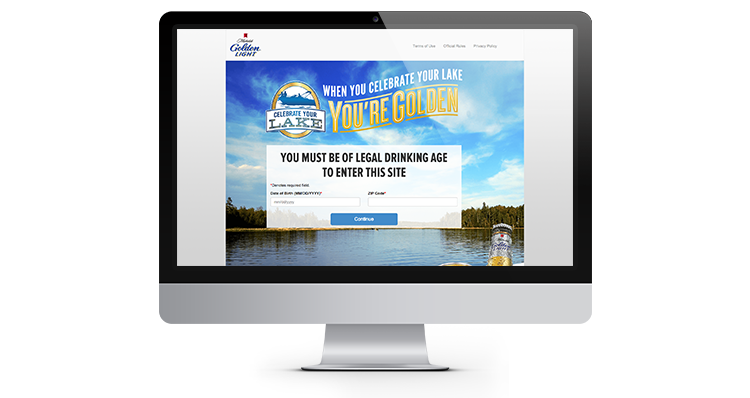 Michelob
Golden
LIGHT
Terms of Use Official Rules Privacy Policy
WHEN YOU CELEBRATE YOUR LAKE
YOU'RE GOLDEN
CELEBRATE YOUR
LAKE
YOU MUST BE OF LEGAL DRINKING AGE
TO ENTER THIS SITE
*Denotes required field.
Date of Birth (MM/DD/YYYY)* ZIP Code*
mm/dd/yyyy
Continue